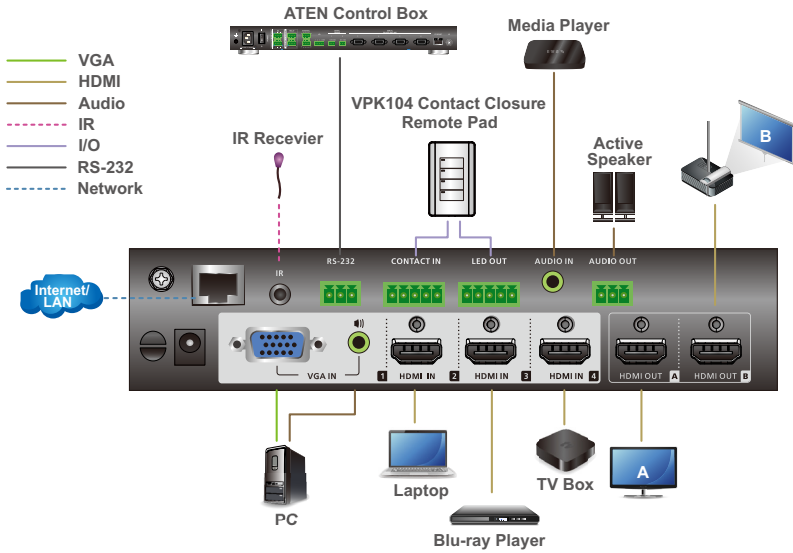 ATEN Control Box
Media Player
VGA
HDMI
Audio
IR
I/O
RS-232
Network
IR Recevier
VPK104 Contact Closure
Remote Pad
Active
Speaker
B
Internet/
LAN
IR
RS-232
CONTACT IN
LED OUT
AUDIO IN
AUDIO OUT
VGA IN
1
HDMI IN
2
HDMI IN
3
HDMI IN
4
HDMI OUT
A
HDMI OUT
B
PC
Laptop
Blu-ray Player
TV Box
A